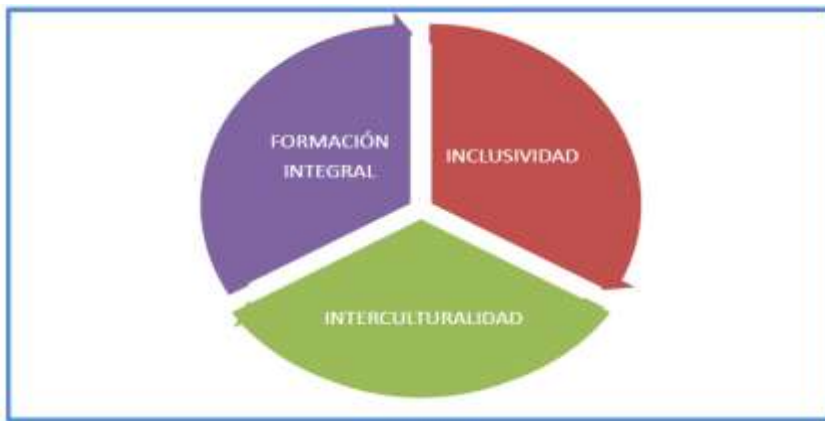 FORMACIÓN
INTEGRAL
INCLUSIVIDAD
INTERCULTURALIDAD